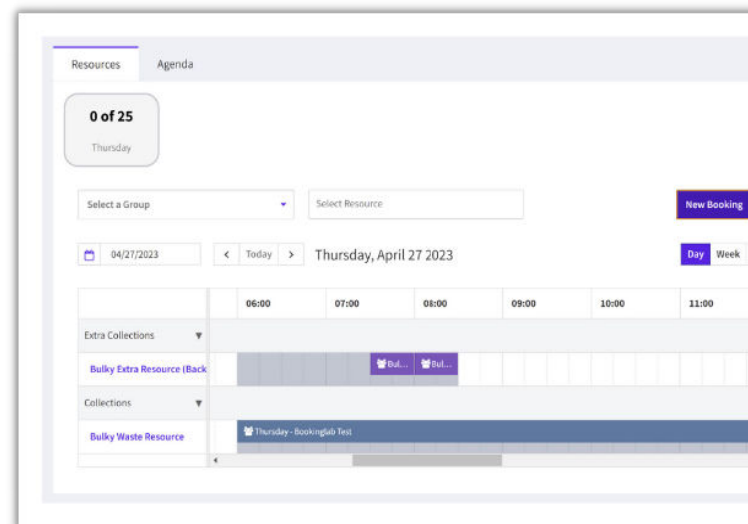 Resources Agenda
0 of 25
Thursday
Select a Group Select Resource New Booking
04/27/2023 Today Thursday, April 27 2023 Day Week
06:00 07:00 08:00 09:00 10:00 11:00
Extra Collections
Bulky Extra Resource (Back Bul... Bul...
Collections
Bulky Waste Resource Thursday - Bookinglab Test